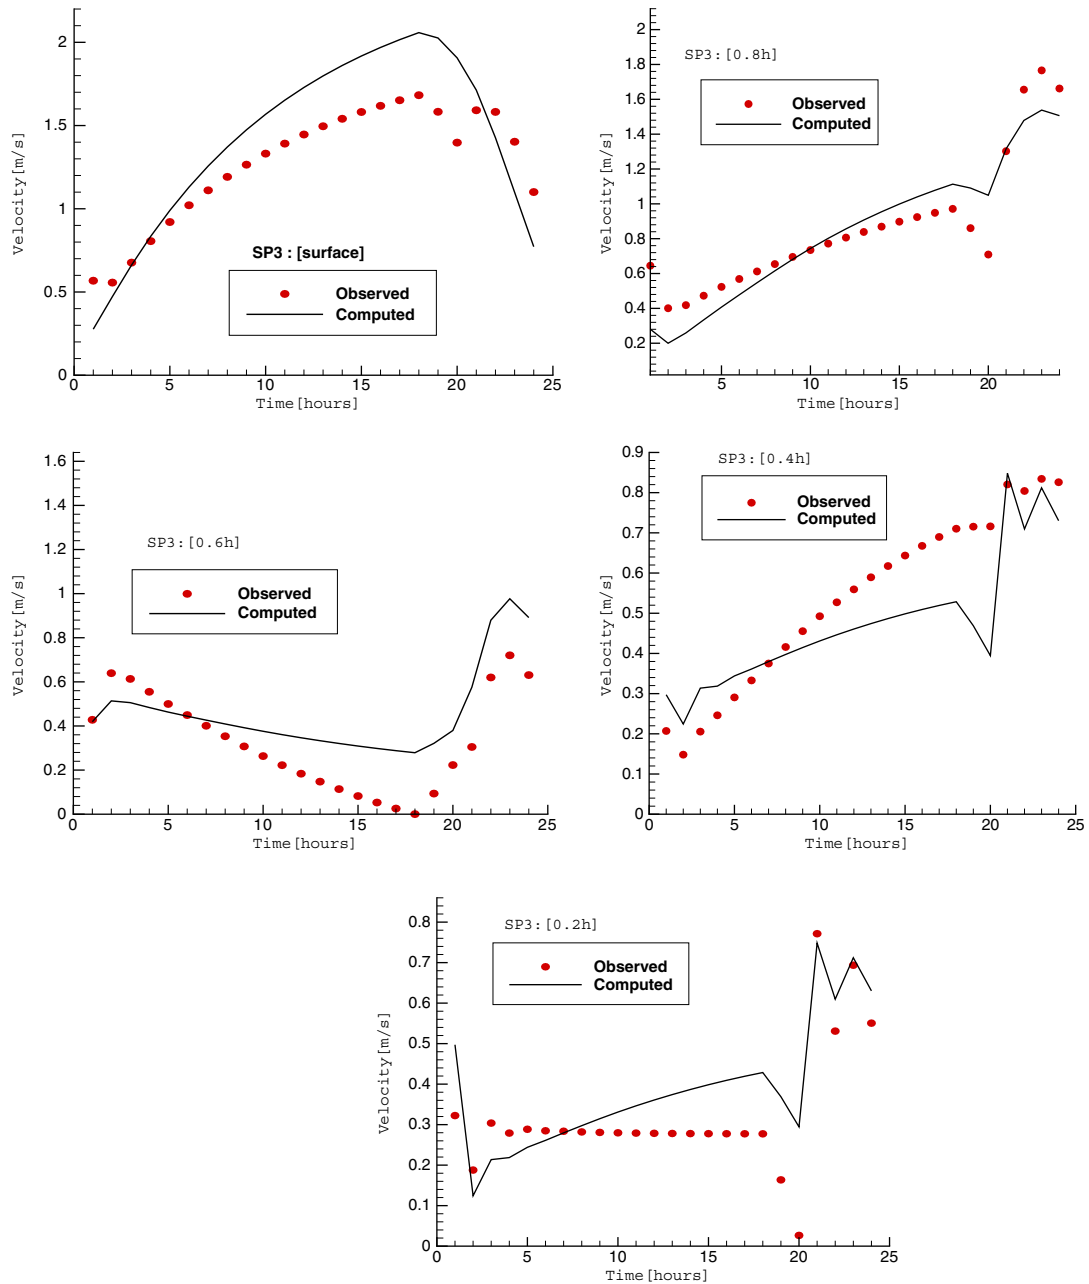 2
1.5
1
0.5
0
Velocity[m/s]
SP3 : [surface]
Observed
Computed
0 5 10 15 20 25
Time[hours]
2
1.8
1.6
1.4
1.2
1
0.8
0.6
0.4
0.2
Velocity[m/s]
SP3:[0.8h]
Observed
Computed
5 10 15 20
Time[hours]
1.6
1.4
1.2
1
0.8
0.6
0.4
0.2
0
Velocity[m/s]
SP3:[0.6h]
Observed
Computed
0 5 10 15 20 25
Time[hours]
0.9
0.8
0.7
0.6
0.5
0.4
0.3
0.2
0.1
0
Velocity[m/s]
SP3:[0.4h]
Observed
Computed
0 5 10 15 20 25
Time[hours]
0.8
0.7
0.6
0.5
0.4
0.3
0.2
0.1
0
Velocity[m/s]
SP3:[0.2h]
Observed
Computed
0 5 10 15 20 25
Time[hours]